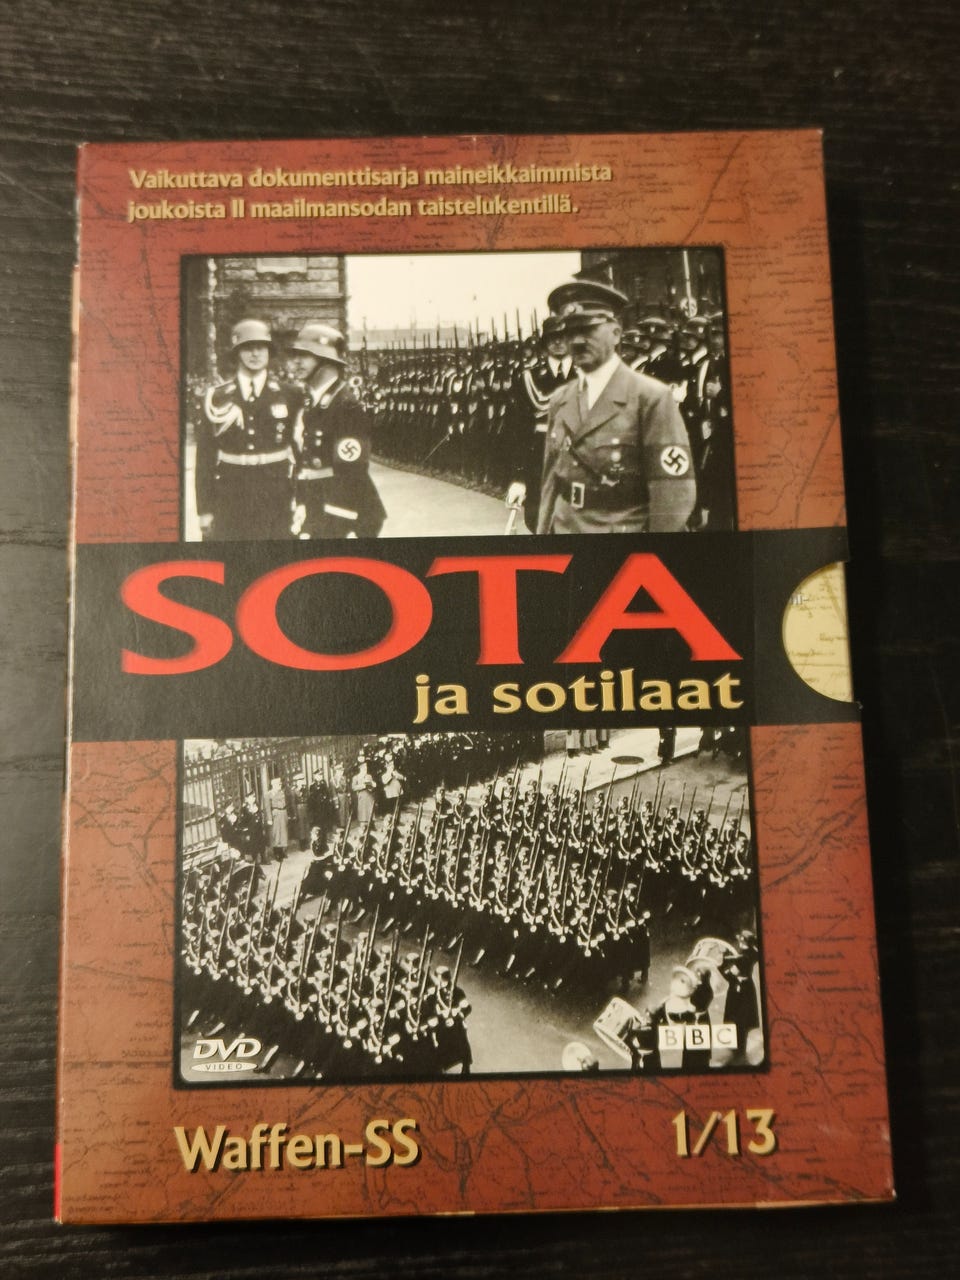 Vaikuttava dokumenttisarja maineikkaimmista
joukoista II maailmansodan taistelukentillä.
SOTA
ja sotilaat
DVD
VIDEO
BBC
Waffen-SS
1/13